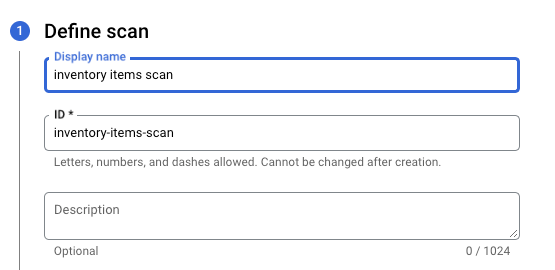 1 Define scan
Display name
inventory items scan
ID *
inventory-items-scan
Letters, numbers, and dashes allowed. Cannot be changed after creation.
Description
Optional 0 / 1024